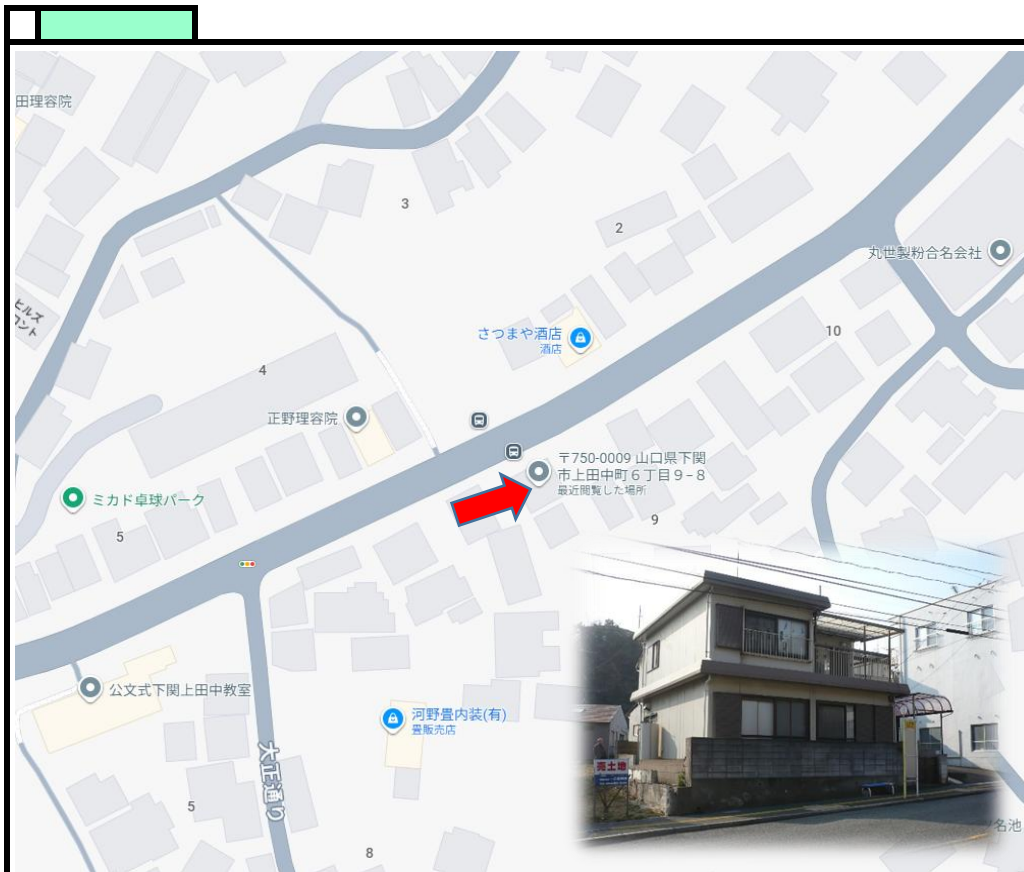 田理容院
3
2
丸世製粉合名会社
ヒルズ
さつまや酒店
酒店
10
4
正野理容院
〒750-0009 山口県下関
市上田中町6丁目9−8
最近閲覧した場所
ミカド卓球パーク
5
9
公文式下関上田中教室
河野畳内装(有)
畳販売店
大正通り
売土地
5
8
名池